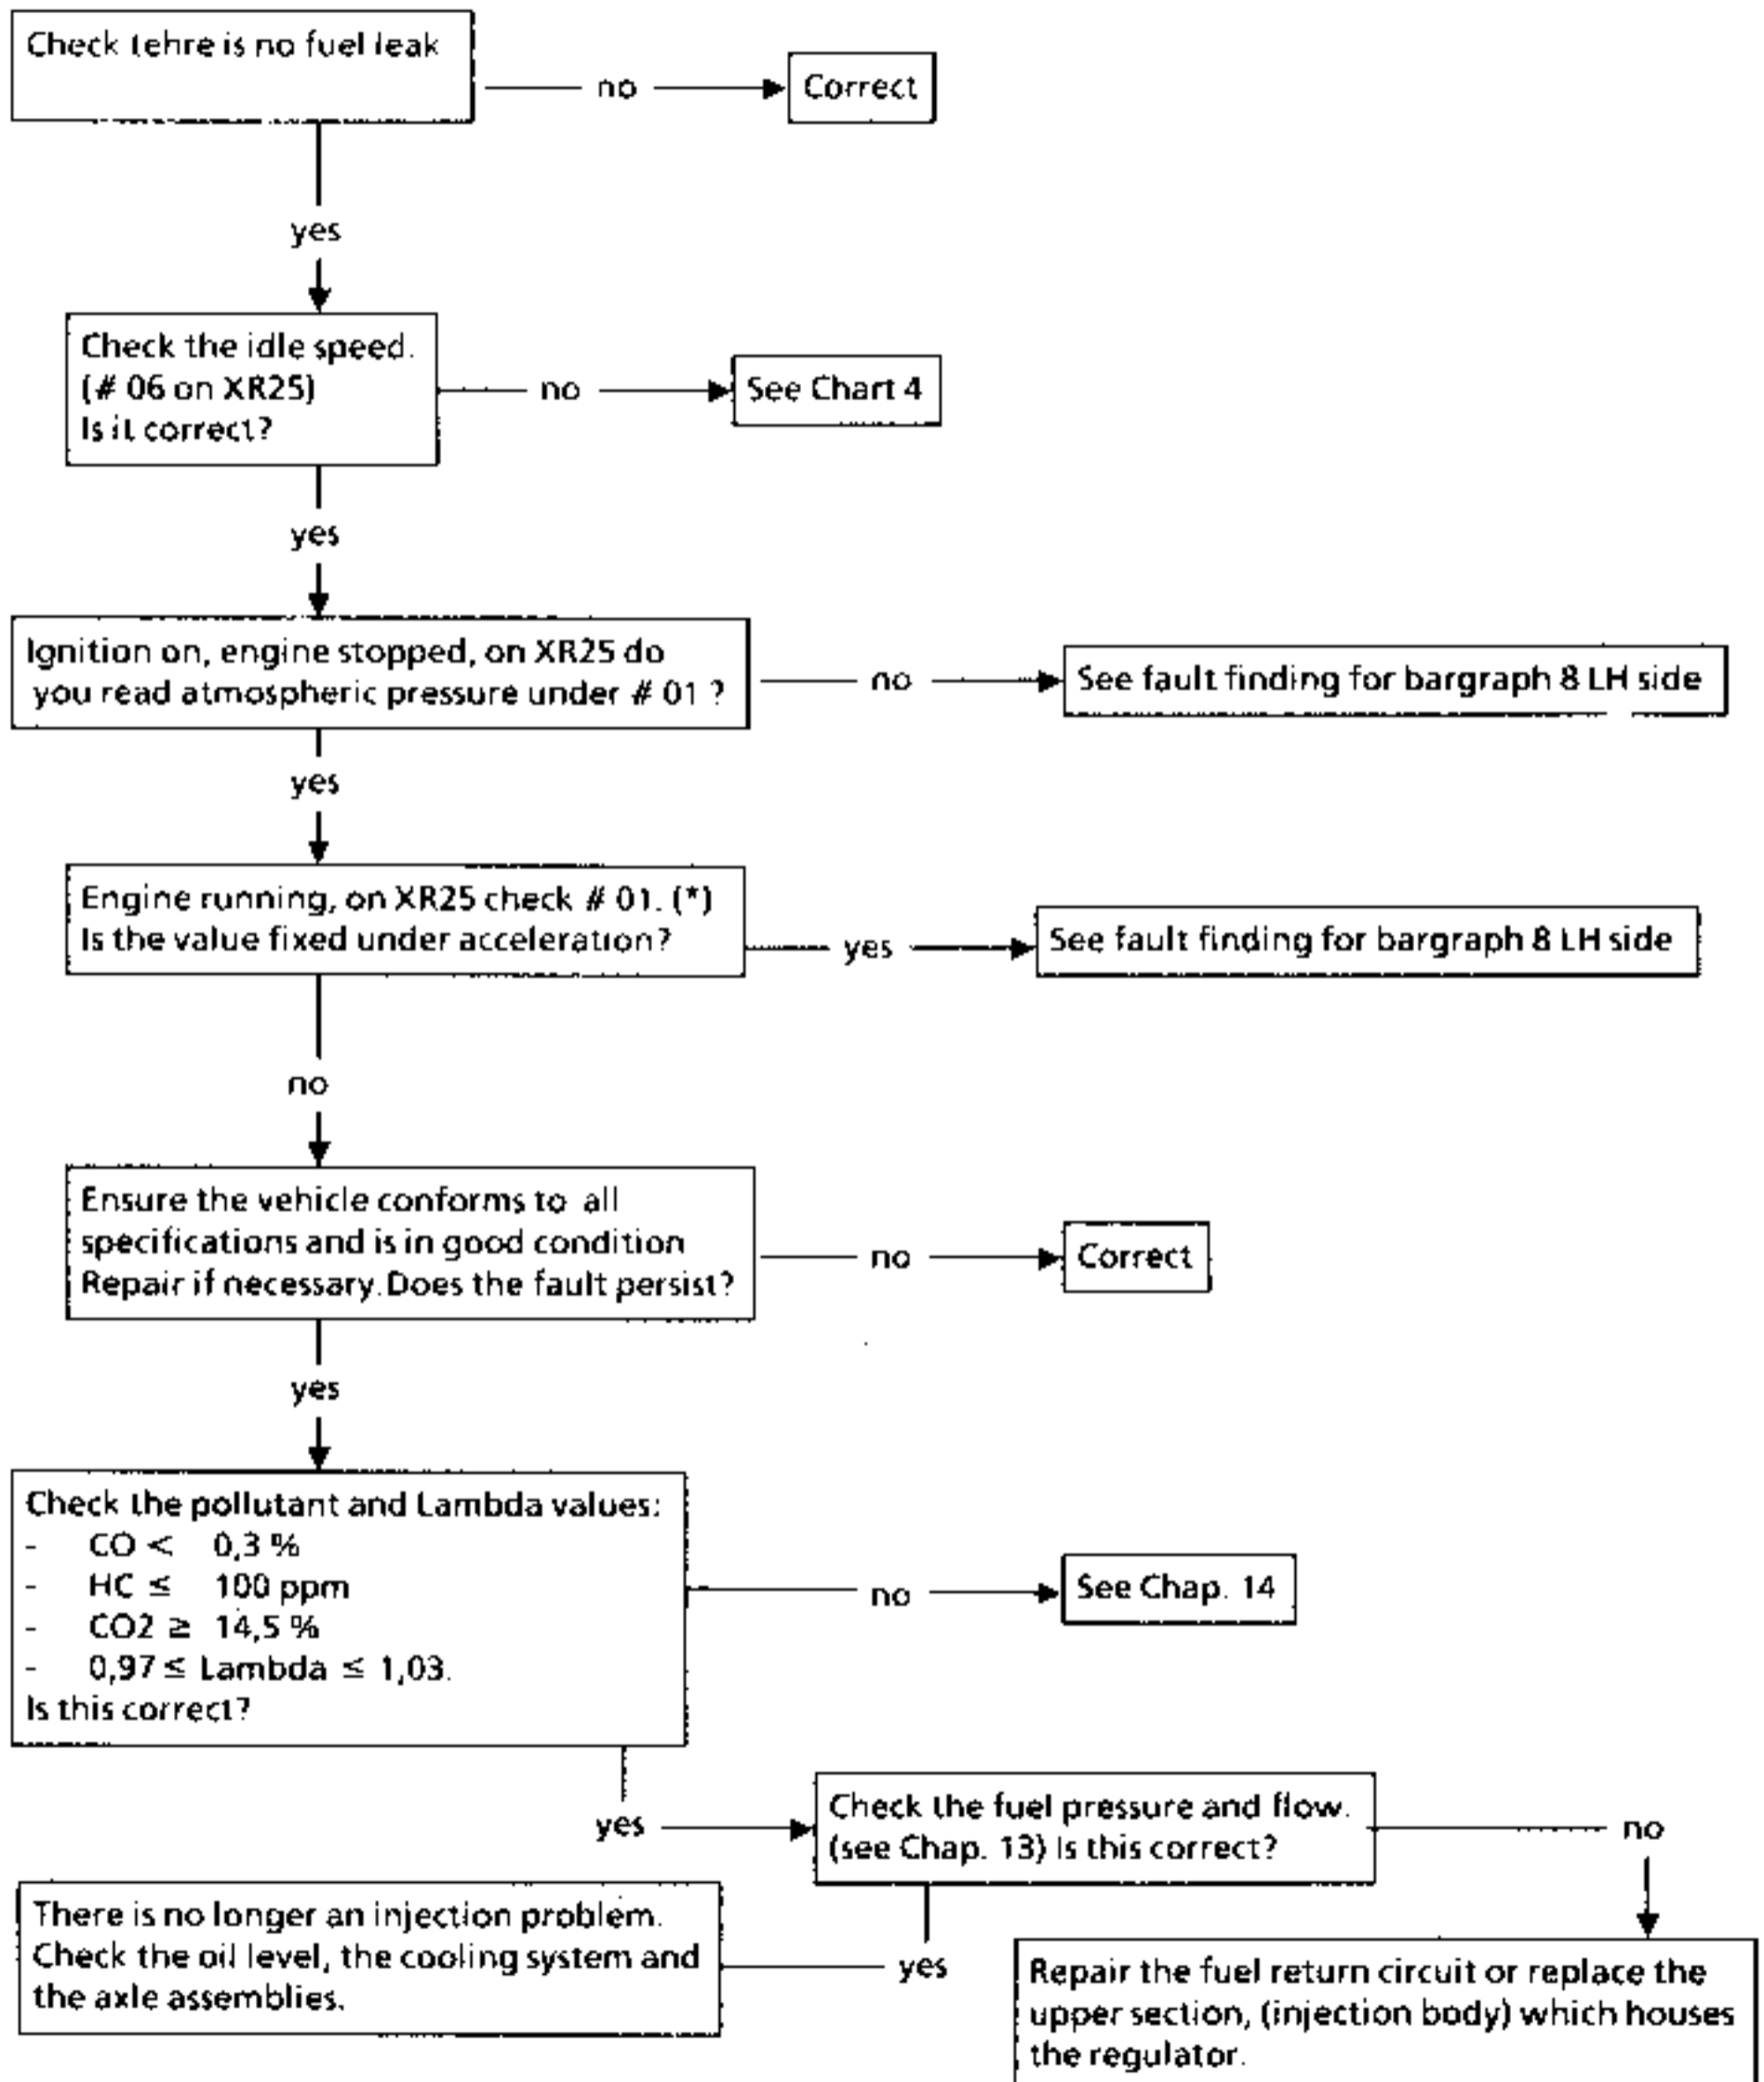 Check tehre is no fuel leak
no
Correct
yes
Check the idle speed.
(# 06 on XR25)
Is it correct?
no
See Chart 4
yes
Ignition on, engine stopped, on XR25 do
you read atmospheric pressure under # 01 ?
no
See fault finding for bargraph 8 LH side
yes
Engine running, on XR25 check # 01. (*)
Is the value fixed under acceleration?
yes
See fault finding for bargraph 8 LH side
no
Ensure the vehicle conforms to all
specifications and is in good condition
Repair if necessary. Does the fault persist?
no
Correct
yes
Check the pollutant and Lambda values:
- CO < 0,3 %
- HC ≤ 100 ppm
- CO2 ≥ 14,5 %
- 0,97 ≤ Lambda ≤ 1,03.
Is this correct?
no
See Chap. 14
yes
Check the fuel pressure and flow.
(see Chap. 13) Is this correct?
no
There is no longer an injection problem.
Check the oil level, the cooling system and
the axle assemblies.
yes
Repair the fuel return circuit or replace the
upper section, (injection body) which houses
the regulator.